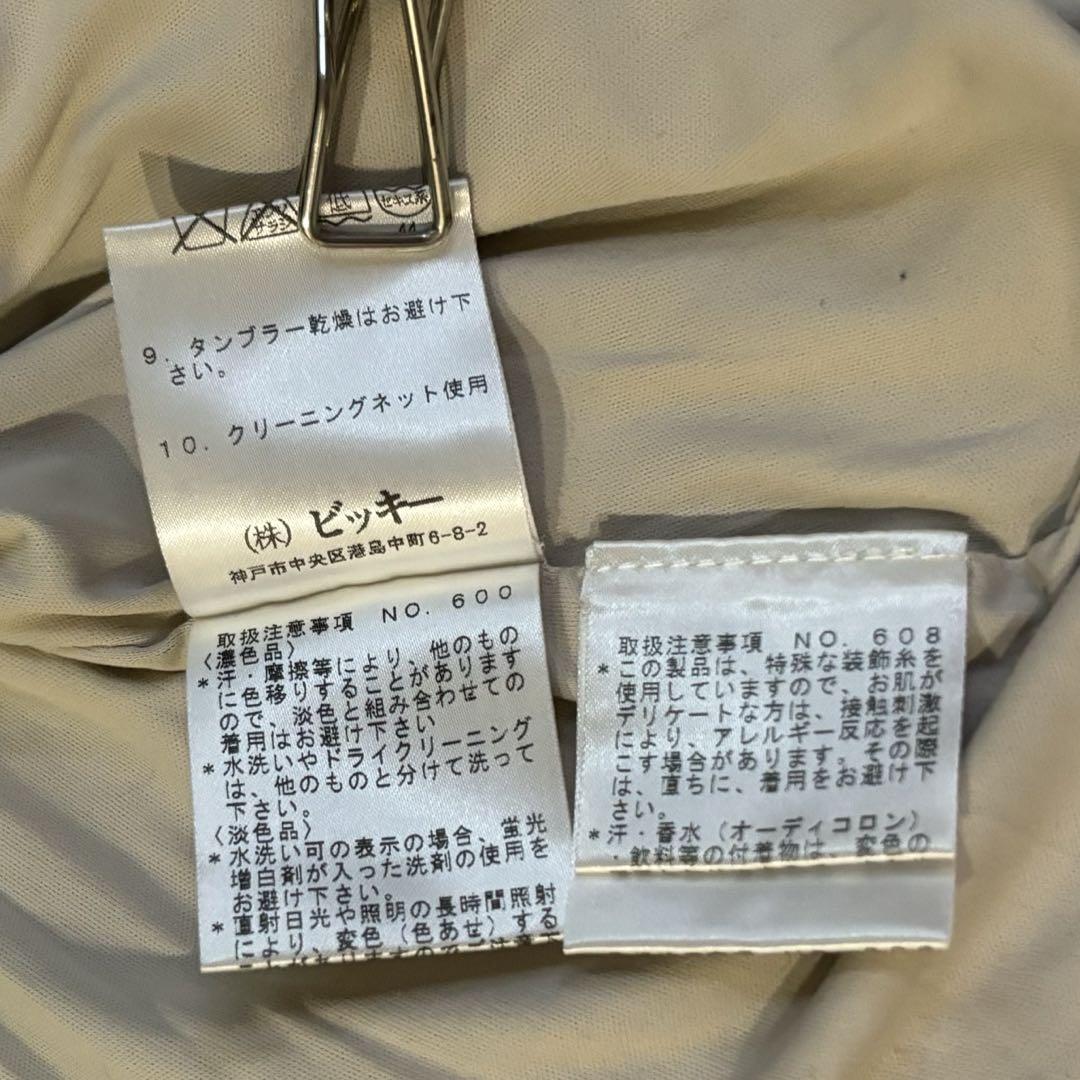 サラシ
低
セキユ系
9. タンブラー乾燥はお避け下
さい。
10. クリーニングネット使用
(株) ビッキー
神戸市中央区港島中町6-8-2
取扱注意事項 NO. 600
〈濃色品〉
*汗・摩擦等により、他のもの
に色移りすることがあります
ので、淡色と組み合わせての
着用はお避け下さい
*水洗いやドライクリーニング
は、他のものと分けて洗って
下さい。
〈淡色品〉
*水洗い可の表示の場合、蛍光
増白剤が入った洗剤の使用を
お避け下さい。
*直射日光や照明の長時間照射
により、変色（色あせ）する
取扱注意事項 NO. 608
*この製品は、特殊な装飾糸を
使用していますので、お肌が
デリケートな方は、接触刺激
により、アレルギー反応を起
こす場合があります。その際
は、直ちに、着用をお避け下
さい。
*汗・香水（オーディコロン）
・飲料等の付着物は、変色の